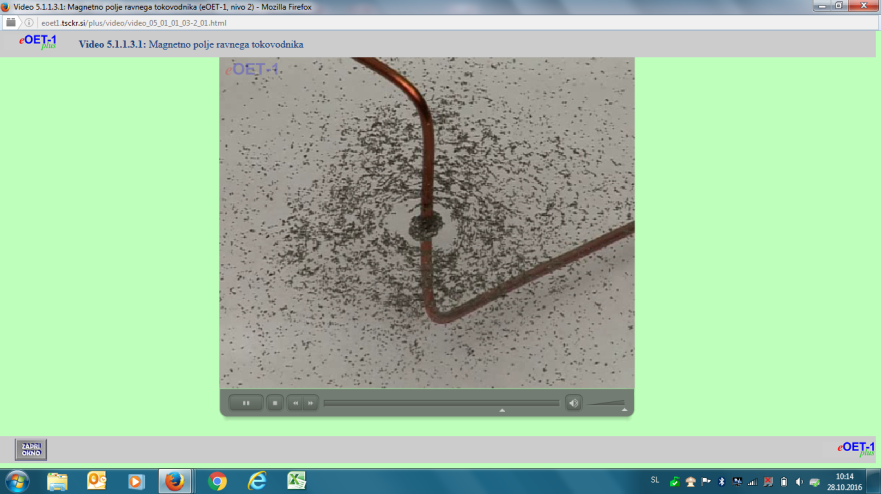 Video 5.1.1.3.1: Magnetno polje ravnega tokovodnika (eOET-1, nivo 2) - Mozilla Firefox
eoet1.tsckr.si/plus/video/video_05_01_01_03-2_01.html
eOET-1
plus
Video 5.1.1.3.1: Magnetno polje ravnega tokovodnika
eOET-1
ZAPRI
OKNO
eOET-1
plus
SL
10:14
28.10.2016